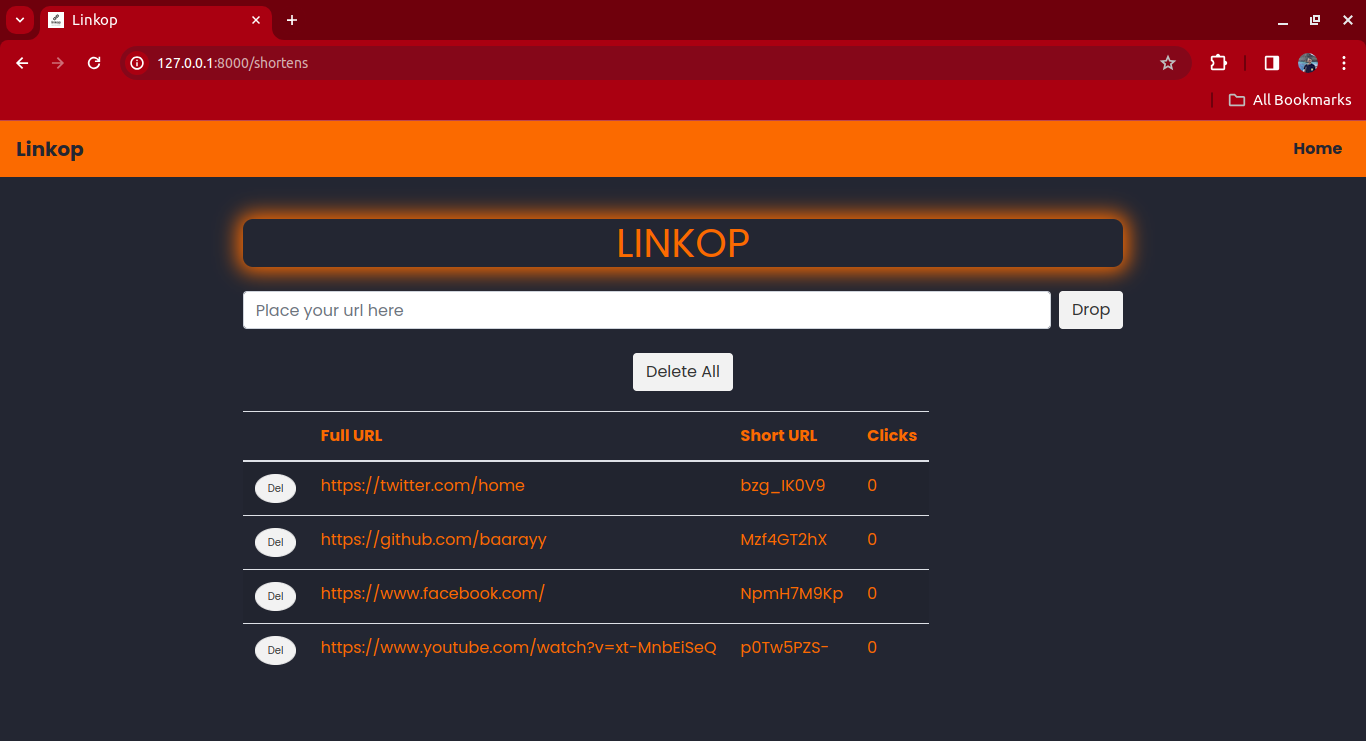 Linkop
127.0.0.1:8000/shortens
All Bookmarks
Linkop Home
LINKOP
Place your url here Drop
Delete All
Full URL Short URL Clicks
Del https://twitter.com/home bzg_IK0V9 0
Del https://github.com/baarayy Mzf4GT2hX 0
Del https://www.facebook.com/ NpmH7M9Kp 0
Del https://www.youtube.com/watch?v=xt-MnbEiSeQ p0Tw5PZS- 0